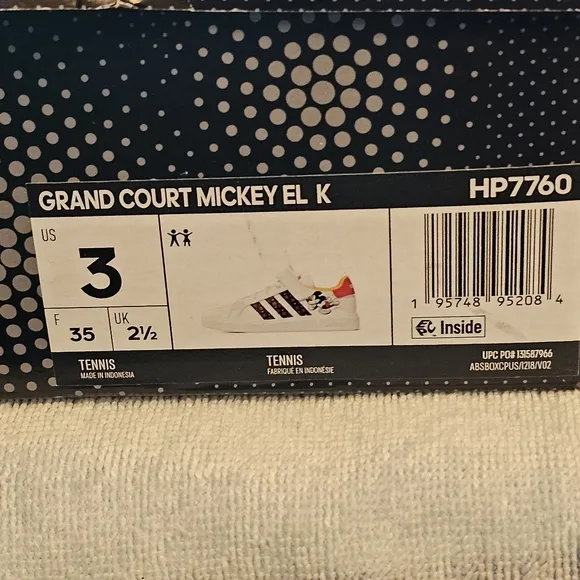 GRAND COURT MICKEY EL K
HP7760
US
3
F
35
UK
2½
1 95748 95208 4
Inside
TENNIS
MADE IN INDONESIA
TENNIS
FABRIQUÉ EN INDONÉSIE
UPC PO# 131587966
ABSBOXCPUS/1218/V02